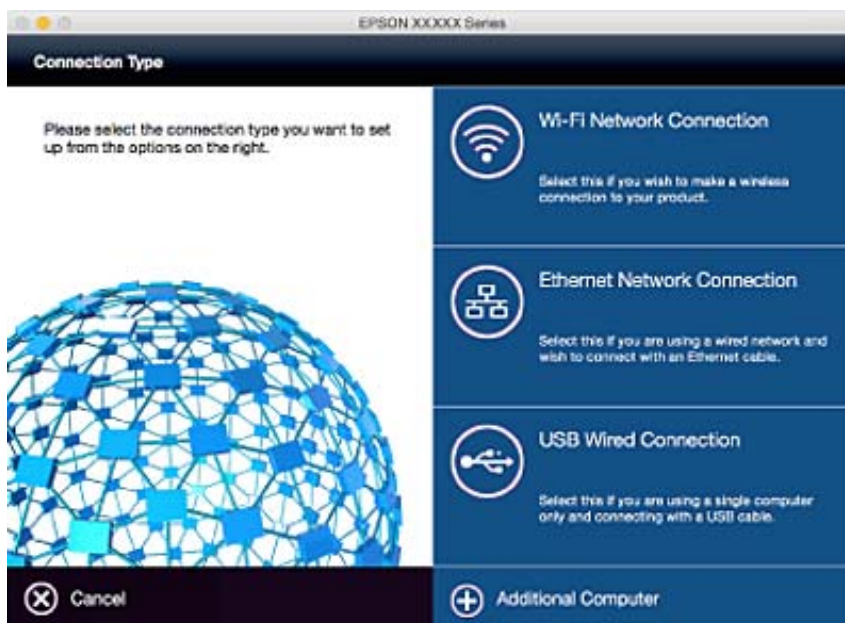 EPSON XXXXX Series
Connection Type
Please select the connection type you want to set
up from the options on the right.
Wi-Fi Network Connection
Select this if you wish to make a wireless
connection to your product.
Ethernet Network Connection
Select this if you are using a wired network and
wish to connect with an Ethernet cable.
USB Wired Connection
Select this if you are using a single computer
only and connecting with a USB cable.
Cancel
Additional Computer